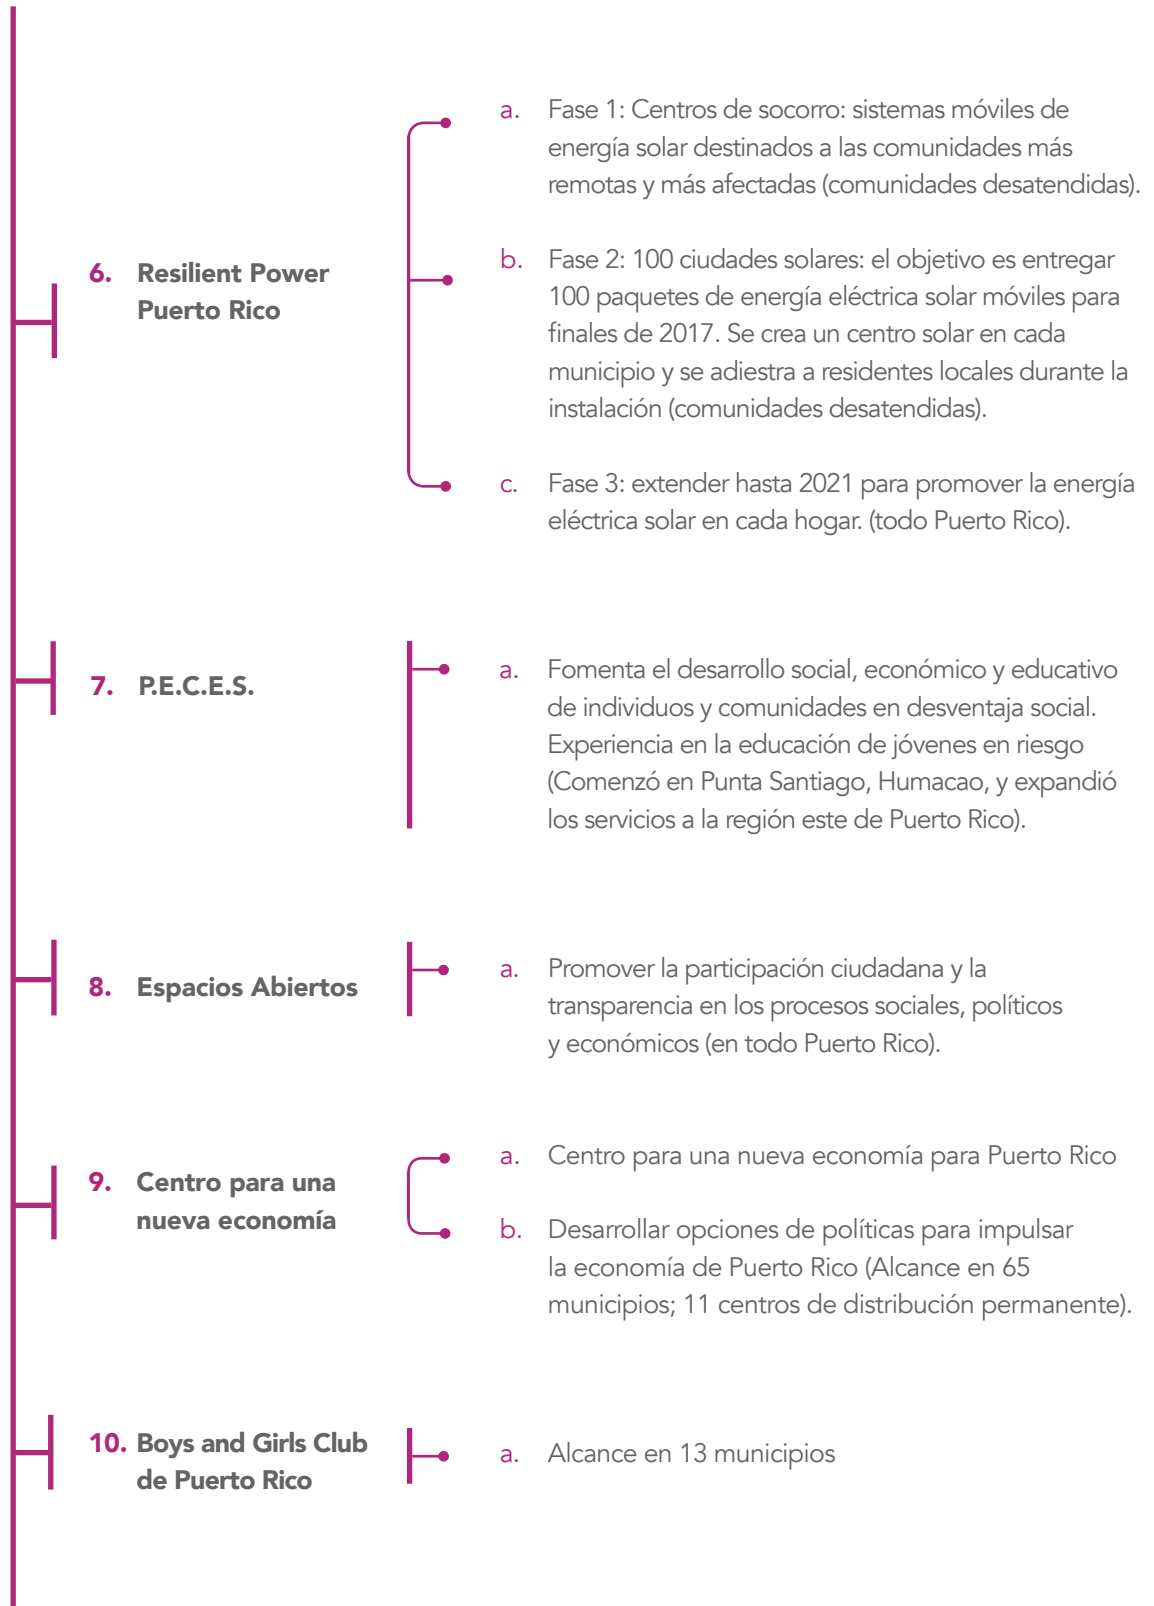 6. Resilient Power
Puerto Rico
a. Fase 1: Centros de socorro: sistemas móviles de
energía solar destinados a las comunidades más
remotas y más afectadas (comunidades desatendidas).
b. Fase 2: 100 ciudades solares: el objetivo es entregar
100 paquetes de energía eléctrica solar móviles para
finales de 2017. Se crea un centro solar en cada
municipio y se adiestra a residentes locales durante la
instalación (comunidades desatendidas).
c. Fase 3: extender hasta 2021 para promover la energía
eléctrica solar en cada hogar. (todo Puerto Rico).
7. P.E.C.E.S.
a. Fomenta el desarrollo social, económico y educativo
de individuos y comunidades en desventaja social.
Experiencia en la educación de jóvenes en riesgo
(Comenzó en Punta Santiago, Humacao, y expandió
los servicios a la región este de Puerto Rico).
8. Espacios Abiertos
a. Promover la participación ciudadana y la
transparencia en los procesos sociales, políticos
y económicos (en todo Puerto Rico).
9. Centro para una
nueva economía
a. Centro para una nueva economía para Puerto Rico
b. Desarrollar opciones de políticas para impulsar
la economía de Puerto Rico (Alcance en 65
municipios; 11 centros de distribución permanente).
10. Boys and Girls Club
de Puerto Rico
a. Alcance en 13 municipios